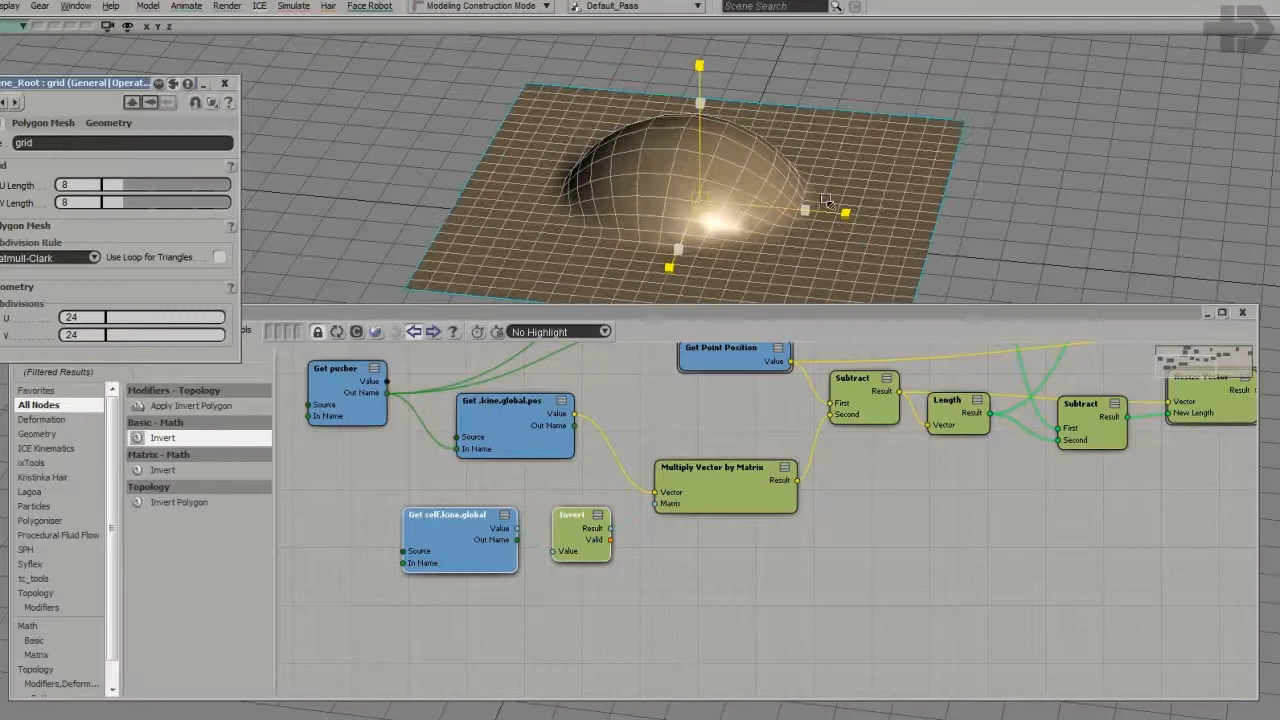 Gear Window Help Model Animate Render ICE Simulate Hair Face Robot Modeling Construction Mode Default_Pass Scene Search
X Y Z
ne_Root : grid (General|Operat...
Polygon Mesh Geometry
grid
U Length 8
V Length 8
Polygon Mesh
Subdivision Rule
atmull-Clark Use Loop for Triangles
Geometry
Subdivisions
U 24
V 24
No Highlight
(Filtered Results)
Favorites
All Nodes
Deformation
Geometry
ICE Kinematics
ixTools
Kristinka Hair
Lagoa
Particles
Polygoniser
Procedural Fluid Flow
SPH
Syflex
tc_tools
Topology
Modifiers
Math
Basic
Matrix
Topology
Modifiers,Deform...
Modifiers - Topology
Apply Invert Polygon
Basic - Math
Invert
Matrix - Math
Invert
Topology
Invert Polygon
Get pusher
Value
Out Name
Source
In Name
Get .kine.global.pos
Value
Out Name
Source
In Name
Get self.kine.global
Value
Out Name
Source
In Name
Invert
Result
Valid
Value
Multiply Vector by Matrix
Result
Vector
Matrix
Get Point Position
Value
Subtract
Result
First
Second
Length
Result
Vector
Subtract
Result
First
Second
Resize Vector
Result
Vector
New Length